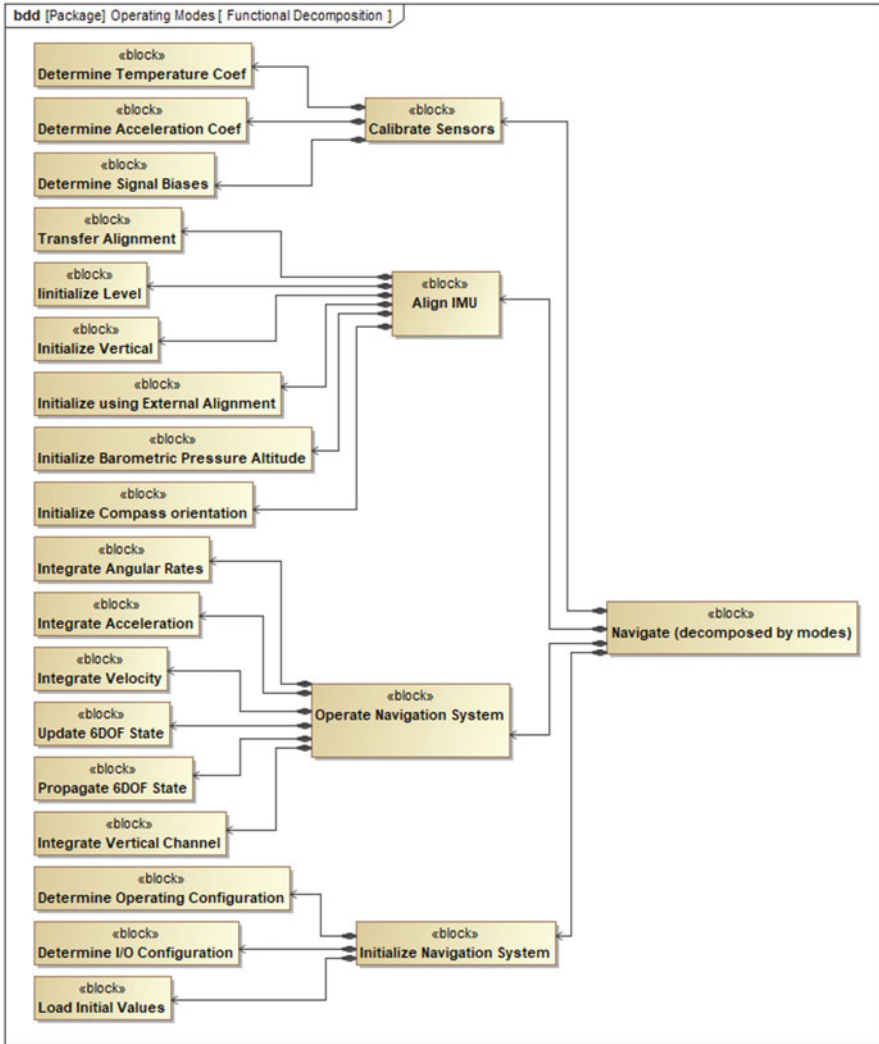 bdd [Package] Operating Modes [ Functional Decomposition ]
«block»
Determine Temperature Coef
«block»
Determine Acceleration Coef
«block»
Calibrate Sensors
«block»
Determine Signal Biases
«block»
Transfer Alignment
«block»
Iinitialize Level
«block»
Align IMU
«block»
Initialize Vertical
«block»
Initialize using External Alignment
«block»
Initialize Barometric Pressure Altitude
«block»
Initialize Compass orientation
«block»
Integrate Angular Rates
«block»
Integrate Acceleration
«block»
Navigate (decomposed by modes)
«block»
Integrate Velocity
«block»
Operate Navigation System
«block»
Update 6DOF State
«block»
Propagate 6DOF State
«block»
Integrate Vertical Channel
«block»
Determine Operating Configuration
«block»
Determine I/O Configuration
«block»
Initialize Navigation System
«block»
Load Initial Values